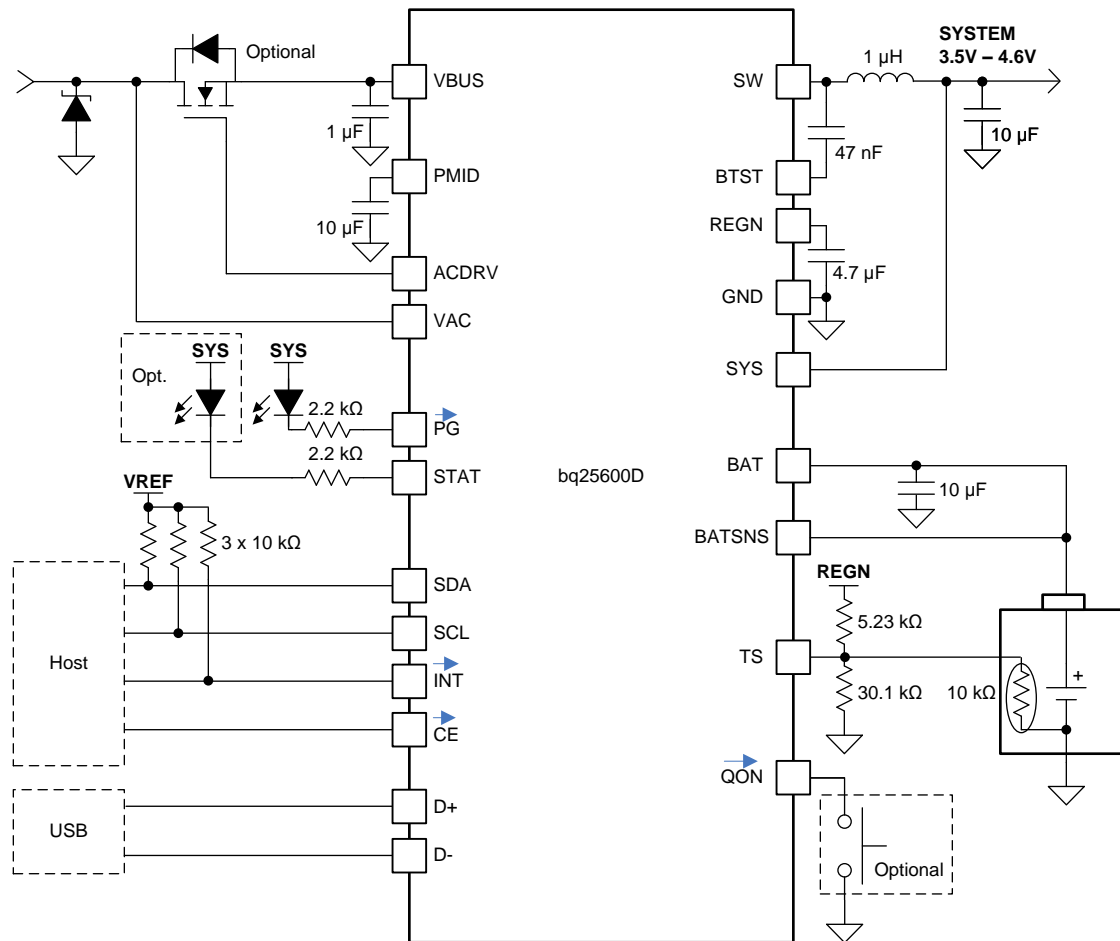 Optional
VBUS
1 µF
PMID
10 µF
ACDRV
VAC
SYS
SYS
Opt.
2.2 kΩ
PG
2.2 kΩ
STAT
VREF
3 x 10 kΩ
SDA
SCL
Host
INT
CE
D+
USB
D-
bq25600D
SYSTEM
3.5V – 4.6V
1 µH
SW
10 µF
47 nF
BTST
REGN
4.7 µF
GND
SYS
BAT
10 µF
BATSNS
REGN
5.23 kΩ
TS
30.1 kΩ
10 kΩ
+
QON
Optional